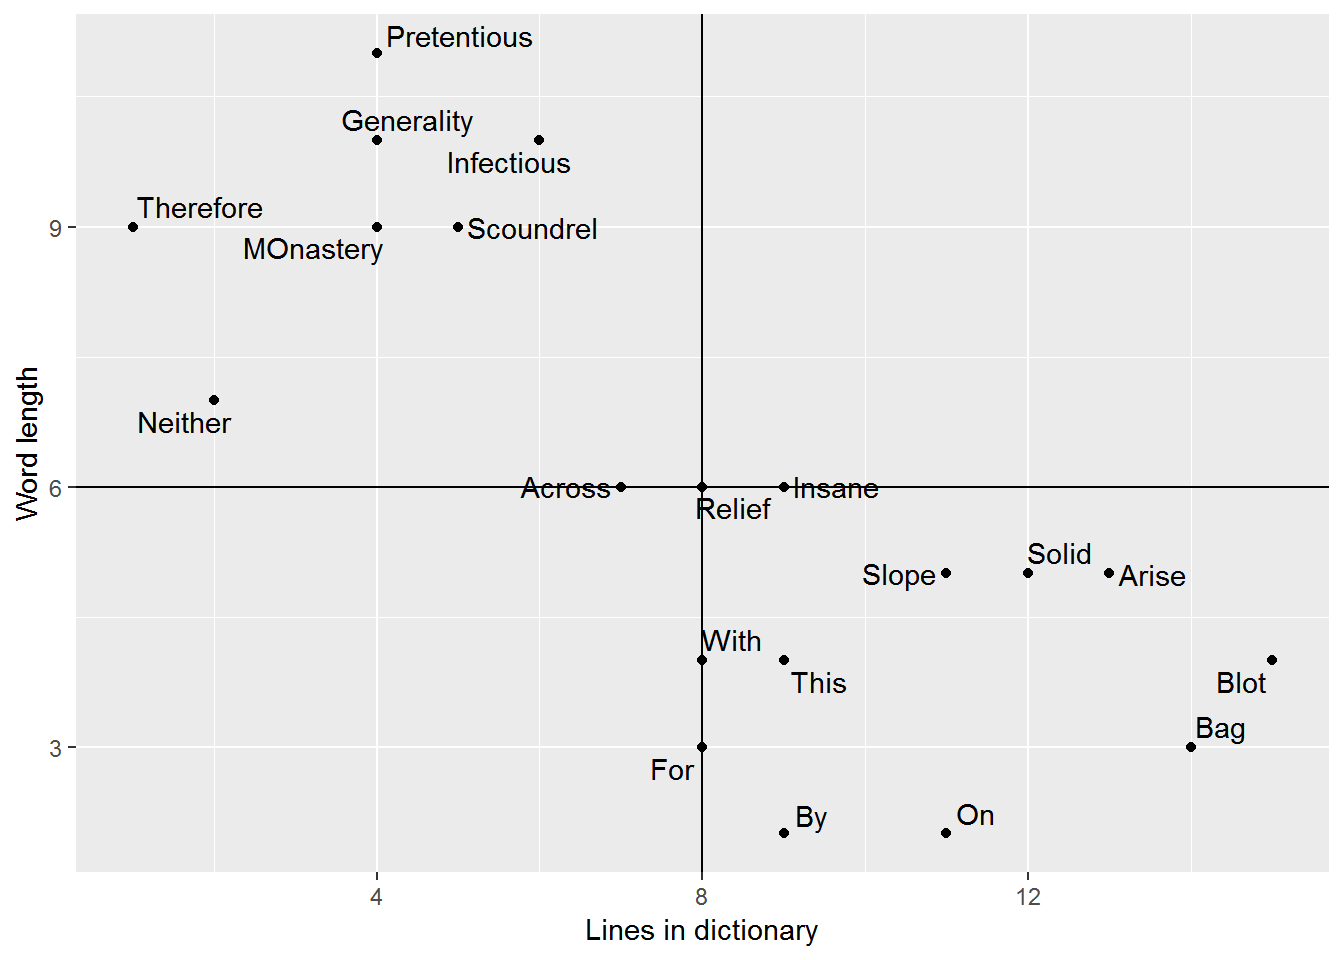 Pretentious
Generality
Infectious
Therefore
9
MOnastery
Scoundrel
Word length
Neither
6
Across
Relief
Insane
Solid
Slope
Arise
With
This
Blot
Bag
3
For
By
On
4
8
12
Lines in dictionary